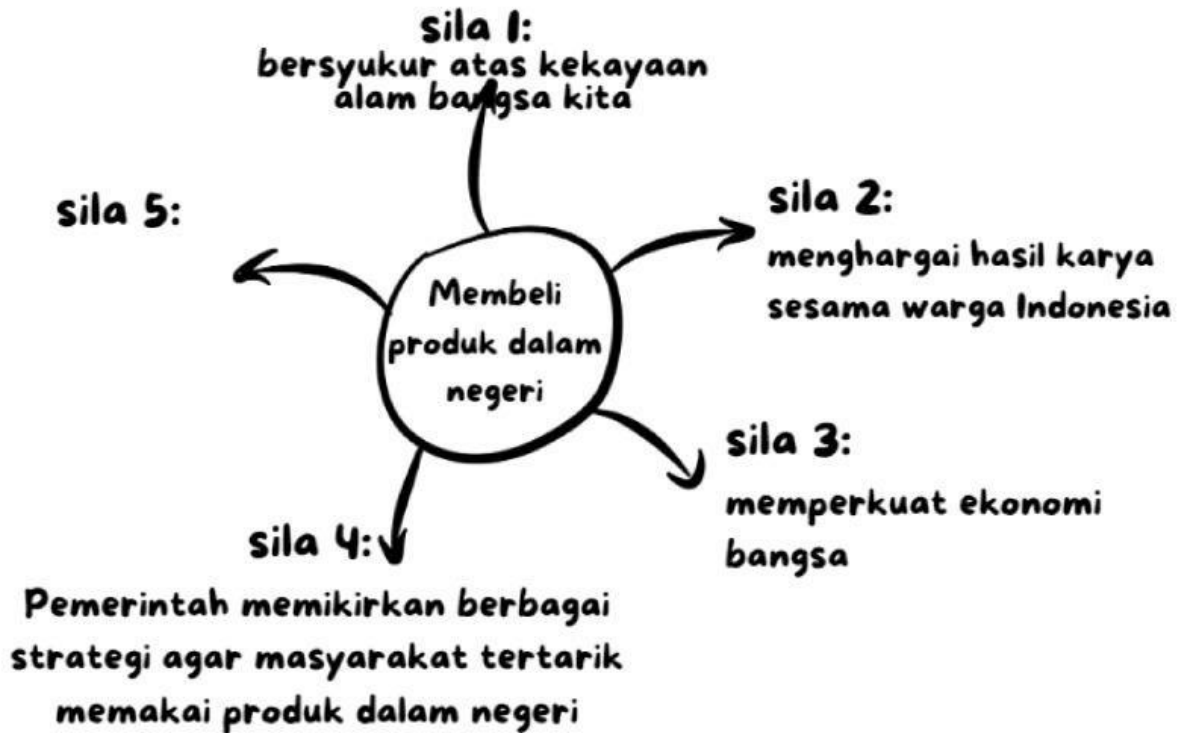 sila 1:
bersyukur atas kekayaan
alam bangsa kita
sila 2:
menghargai hasil karya
sesama warga Indonesia
sila 3:
memperkuat ekonomi
bangsa
sila 4:
Pemerintah memikirkan berbagai
strategi agar masyarakat tertarik
memakai produk dalam negeri
sila 5:
Membeli
produk dalam
negeri